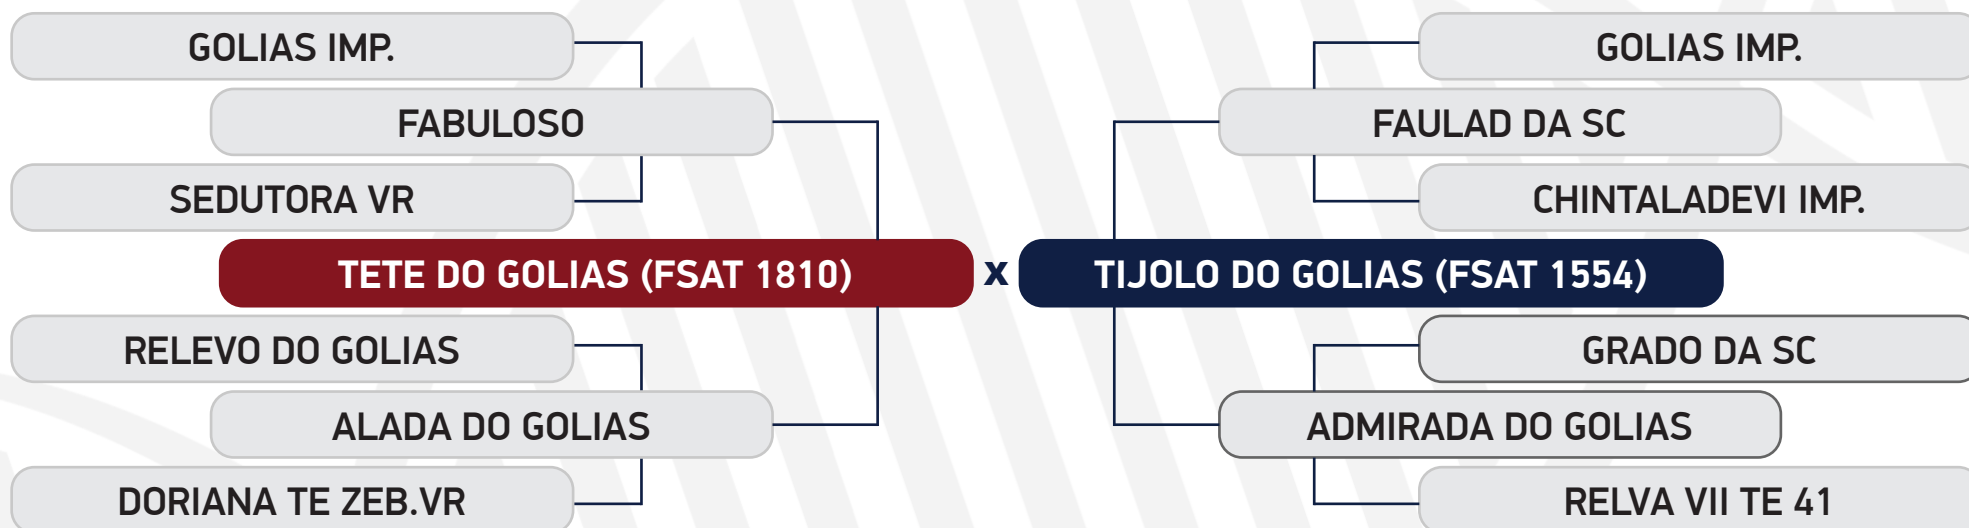 GOLIAS IMP.
FABULOSO
SEDUTORA VR
TETE DO GOLIAS (FSAT 1810)
RELEVO DO GOLIAS
ALADA DO GOLIAS
DORIANA TE ZEB.VR
x
GOLIAS IMP.
FAULAD DA SC
CHINTALADEVI IMP.
TIJOLO DO GOLIAS (FSAT 1554)
GRADO DA SC
ADMIRADA DO GOLIAS
RELVA VII TE 41